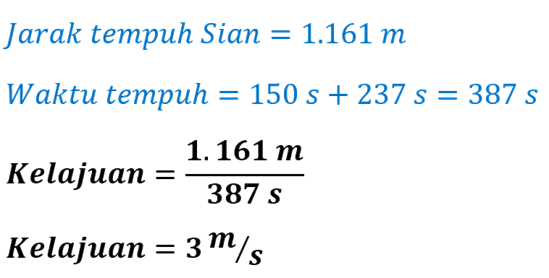 Jarak tempuh Sian = 1.161 m
Waktu tempuh = 150 s + 237 s = 387 s
Kelajuan = 1.161 m / 387 s
Kelajuan = 3 m/s